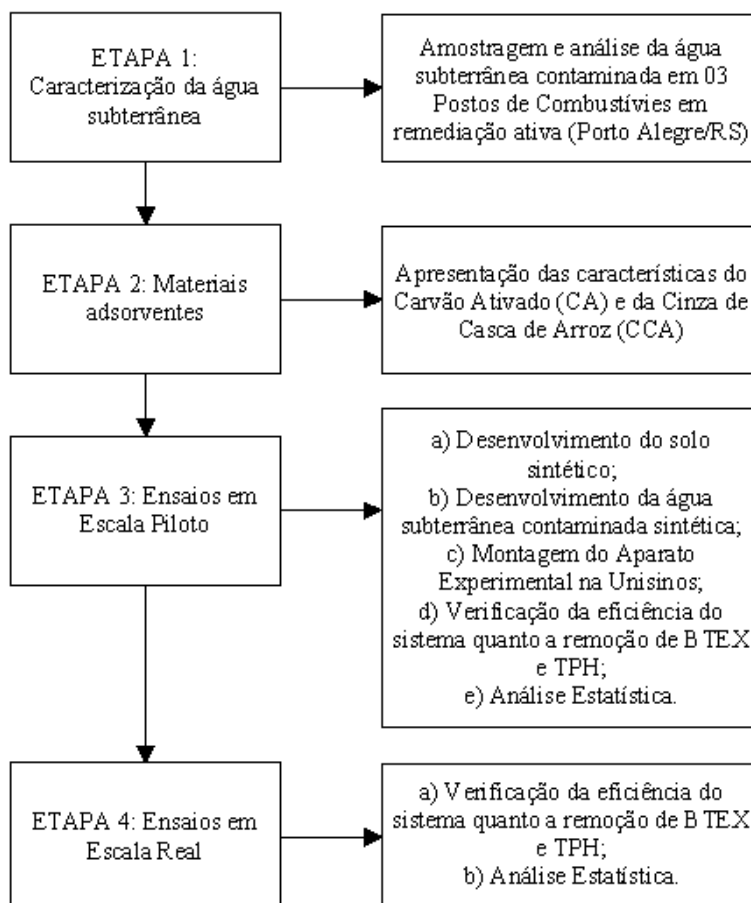 ETAPA 1:
Caracterização da água
subterrânea
Amostragem e análise da água
subterrânea contaminada em 03
Postos de Combustívies em
remediação ativa (Porto Alegre/RS)
ETAPA 2: Materiais
adsorventes
Apresentação das características do
Carvão Ativado (CA) e da Cinza de
Casca de Arroz (CCA)
ETAPA 3: Ensaios em
Escala Piloto
a) Desenvolvimento do solo
sintético;
b) Desenvolvimento da água
subterrânea contaminada sintética;
c) Montagem do Aparato
Experimental na Unisinos;
d) Verificação da eficiência do
sistema quanto a remoção de BTEX
e TPH;
e) Análise Estatística.
ETAPA 4: Ensaios em
Escala Real
a) Verificação da eficiência do
sistema quanto a remoção de BTEX
e TPH;
b) Análise Estatística.